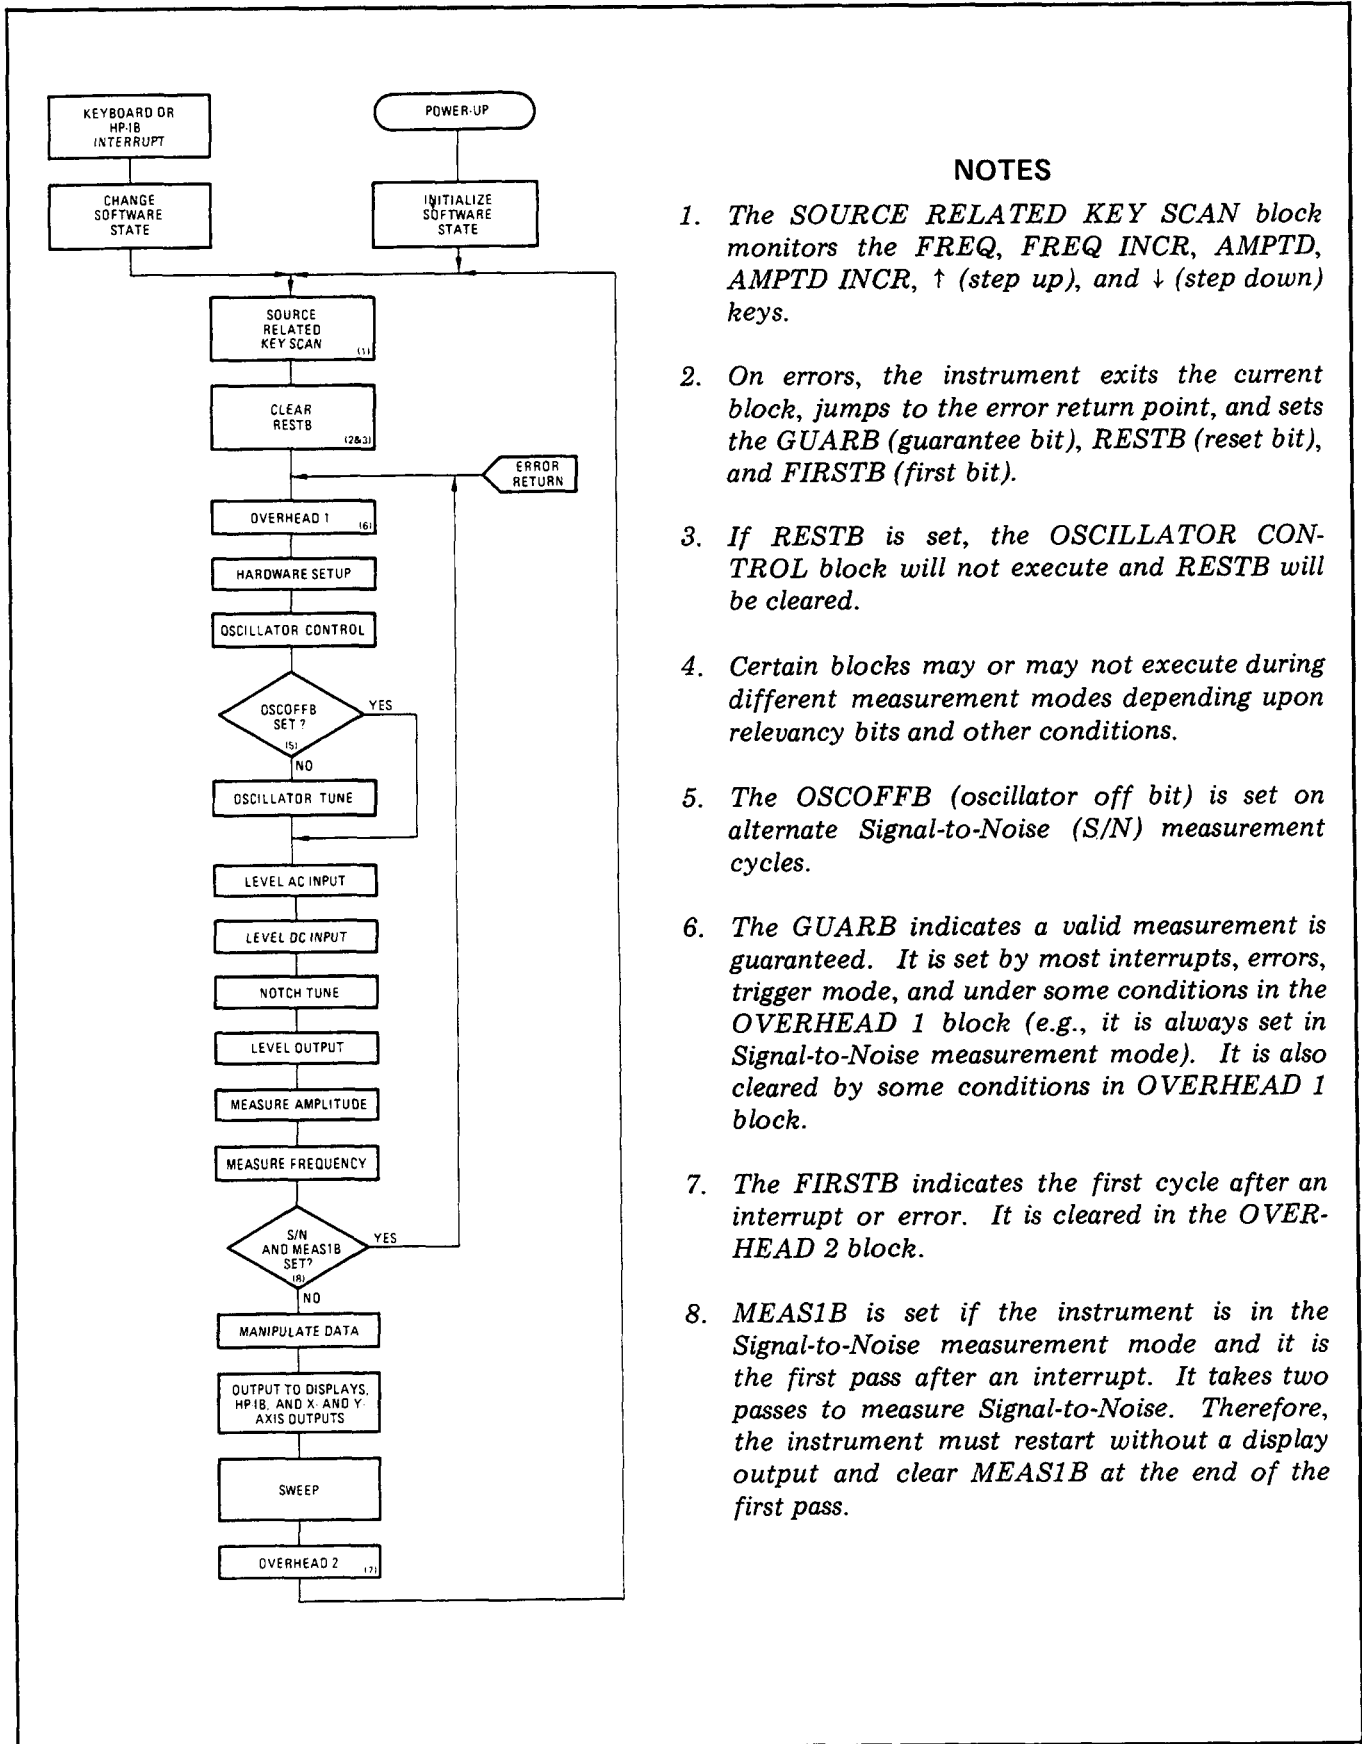 KEYBOARD OR
HP-IB
INTERRUPT
POWER-UP
CHANGE
SOFTWARE
STATE
INITIALIZE
SOFTWARE
STATE
SOURCE
RELATED
KEY SCAN
(1)
CLEAR
RESTB
(2&3)
ERROR
RETURN
OVERHEAD 1
(6)
HARDWARE SETUP
OSCILLATOR CONTROL
OSCOFFB
SET ?
(5)
YES
NO
OSCILLATOR TUNE
LEVEL AC INPUT
LEVEL DC INPUT
NOTCH TUNE
LEVEL OUTPUT
MEASURE AMPLITUDE
MEASURE FREQUENCY
S/N
AND MEAS1B
SET?
(8)
YES
NO
MANIPULATE DATA
OUTPUT TO DISPLAYS,
HP-IB, AND X- AND Y-
AXIS OUTPUTS
SWEEP
OVERHEAD 2
(7)
NOTES
1. The SOURCE RELATED KEY SCAN block
monitors the FREQ, FREQ INCR, AMPTD,
AMPTD INCR, ↑ (step up), and ↓ (step down)
keys.
2. On errors, the instrument exits the current
block, jumps to the error return point, and sets
the GUARB (guarantee bit), RESTB (reset bit),
and FIRSTB (first bit).
3. If RESTB is set, the OSCILLATOR CON-
TROL block will not execute and RESTB will
be cleared.
4. Certain blocks may or may not execute during
different measurement modes depending upon
relevancy bits and other conditions.
5. The OSCOFFB (oscillator off bit) is set on
alternate Signal-to-Noise (S/N) measurement
cycles.
6. The GUARB indicates a valid measurement is
guaranteed. It is set by most interrupts, errors,
trigger mode, and under some conditions in the
OVERHEAD 1 block (e.g., it is always set in
Signal-to-Noise measurement mode). It is also
cleared by some conditions in OVERHEAD 1
block.
7. The FIRSTB indicates the first cycle after an
interrupt or error. It is cleared in the OVER-
HEAD 2 block.
8. MEAS1B is set if the instrument is in the
Signal-to-Noise measurement mode and it is
the first pass after an interrupt. It takes two
passes to measure Signal-to-Noise. Therefore,
the instrument must restart without a display
output and clear MEAS1B at the end of the
first pass.